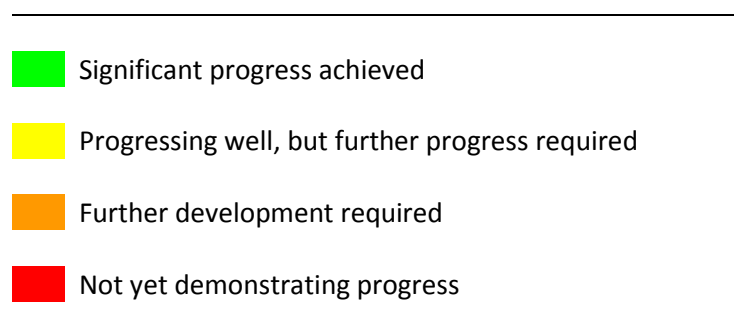 Significant progress achieved
Progressing well, but further progress required
Further development required
Not yet demonstrating progress